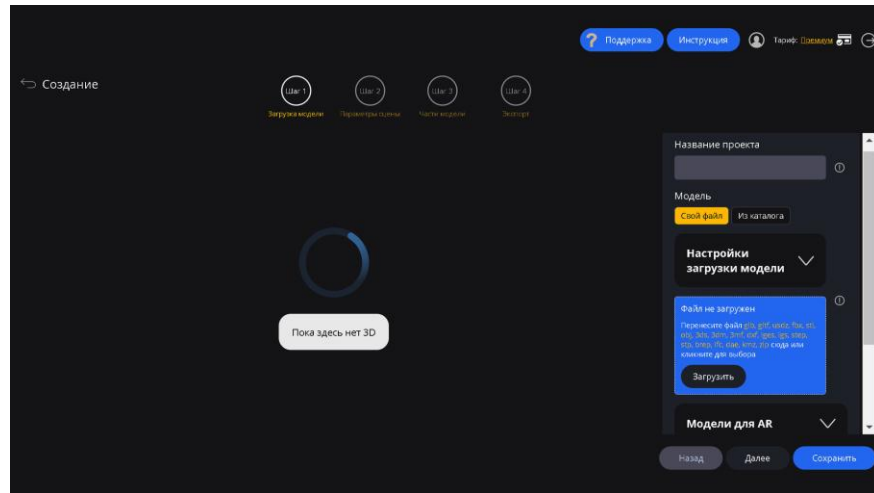 ? Поддержка
Инструкция
Тариф: Премиум
Создание
Шаг 1
Шаг 2
Шаг 3
Шаг 4
Загрузка модели
Параметры сцены
Части модели
Экспорт
Название проекта
Модель
Свой файл
Из каталога
Настройки
загрузки модели
Файл не загружен
Перенесите файл glb, gltf, usdz, fbx, stl,
obj, 3ds, 3dm, 3mf, dxf, iges, igs, step,
stp, brep, ifc, dae, kmz, zip сюда или
кликните для выбора
Загрузить
Пока здесь нет 3D
Модели для AR
Назад
Далее
Сохранить